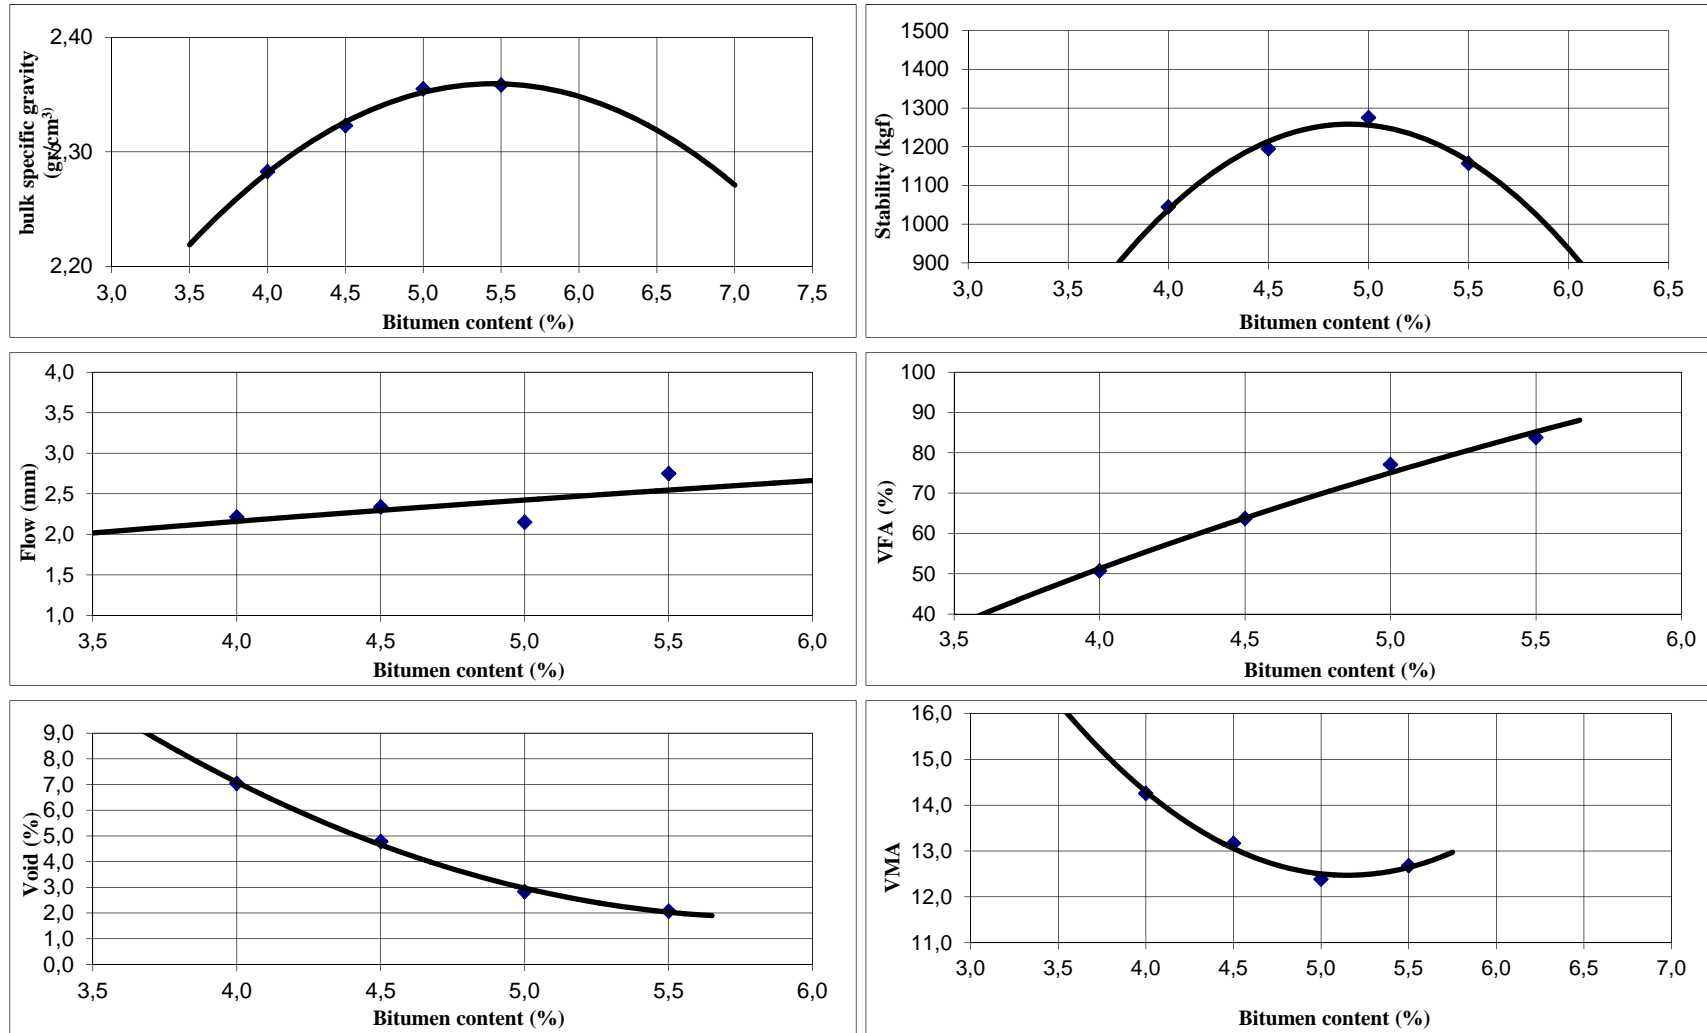 2,40
2,30
2,20
bulk specific gravity
(gr/cm³)
3,0 3,5 4,0 4,5 5,0 5,5 6,0 6,5 7,0 7,5
Bitumen content (%)
1500
1400
1300
1200
1100
1000
900
Stability (kgf)
3,0 3,5 4,0 4,5 5,0 5,5 6,0 6,5
Bitumen content (%)
4,0
3,5
3,0
2,5
2,0
1,5
1,0
Flow (mm)
3,5 4,0 4,5 5,0 5,5 6,0
Bitumen content (%)
100
90
80
70
60
50
40
VFA (%)
3,5 4,0 4,5 5,0 5,5 6,0
Bitumen content (%)
9,0
8,0
7,0
6,0
5,0
4,0
3,0
2,0
1,0
0,0
Void (%)
3,5 4,0 4,5 5,0 5,5 6,0
Bitumen content (%)
16,0
15,0
14,0
13,0
12,0
11,0
VMA
3,0 3,5 4,0 4,5 5,0 5,5 6,0 6,5 7,0
Bitumen content (%)